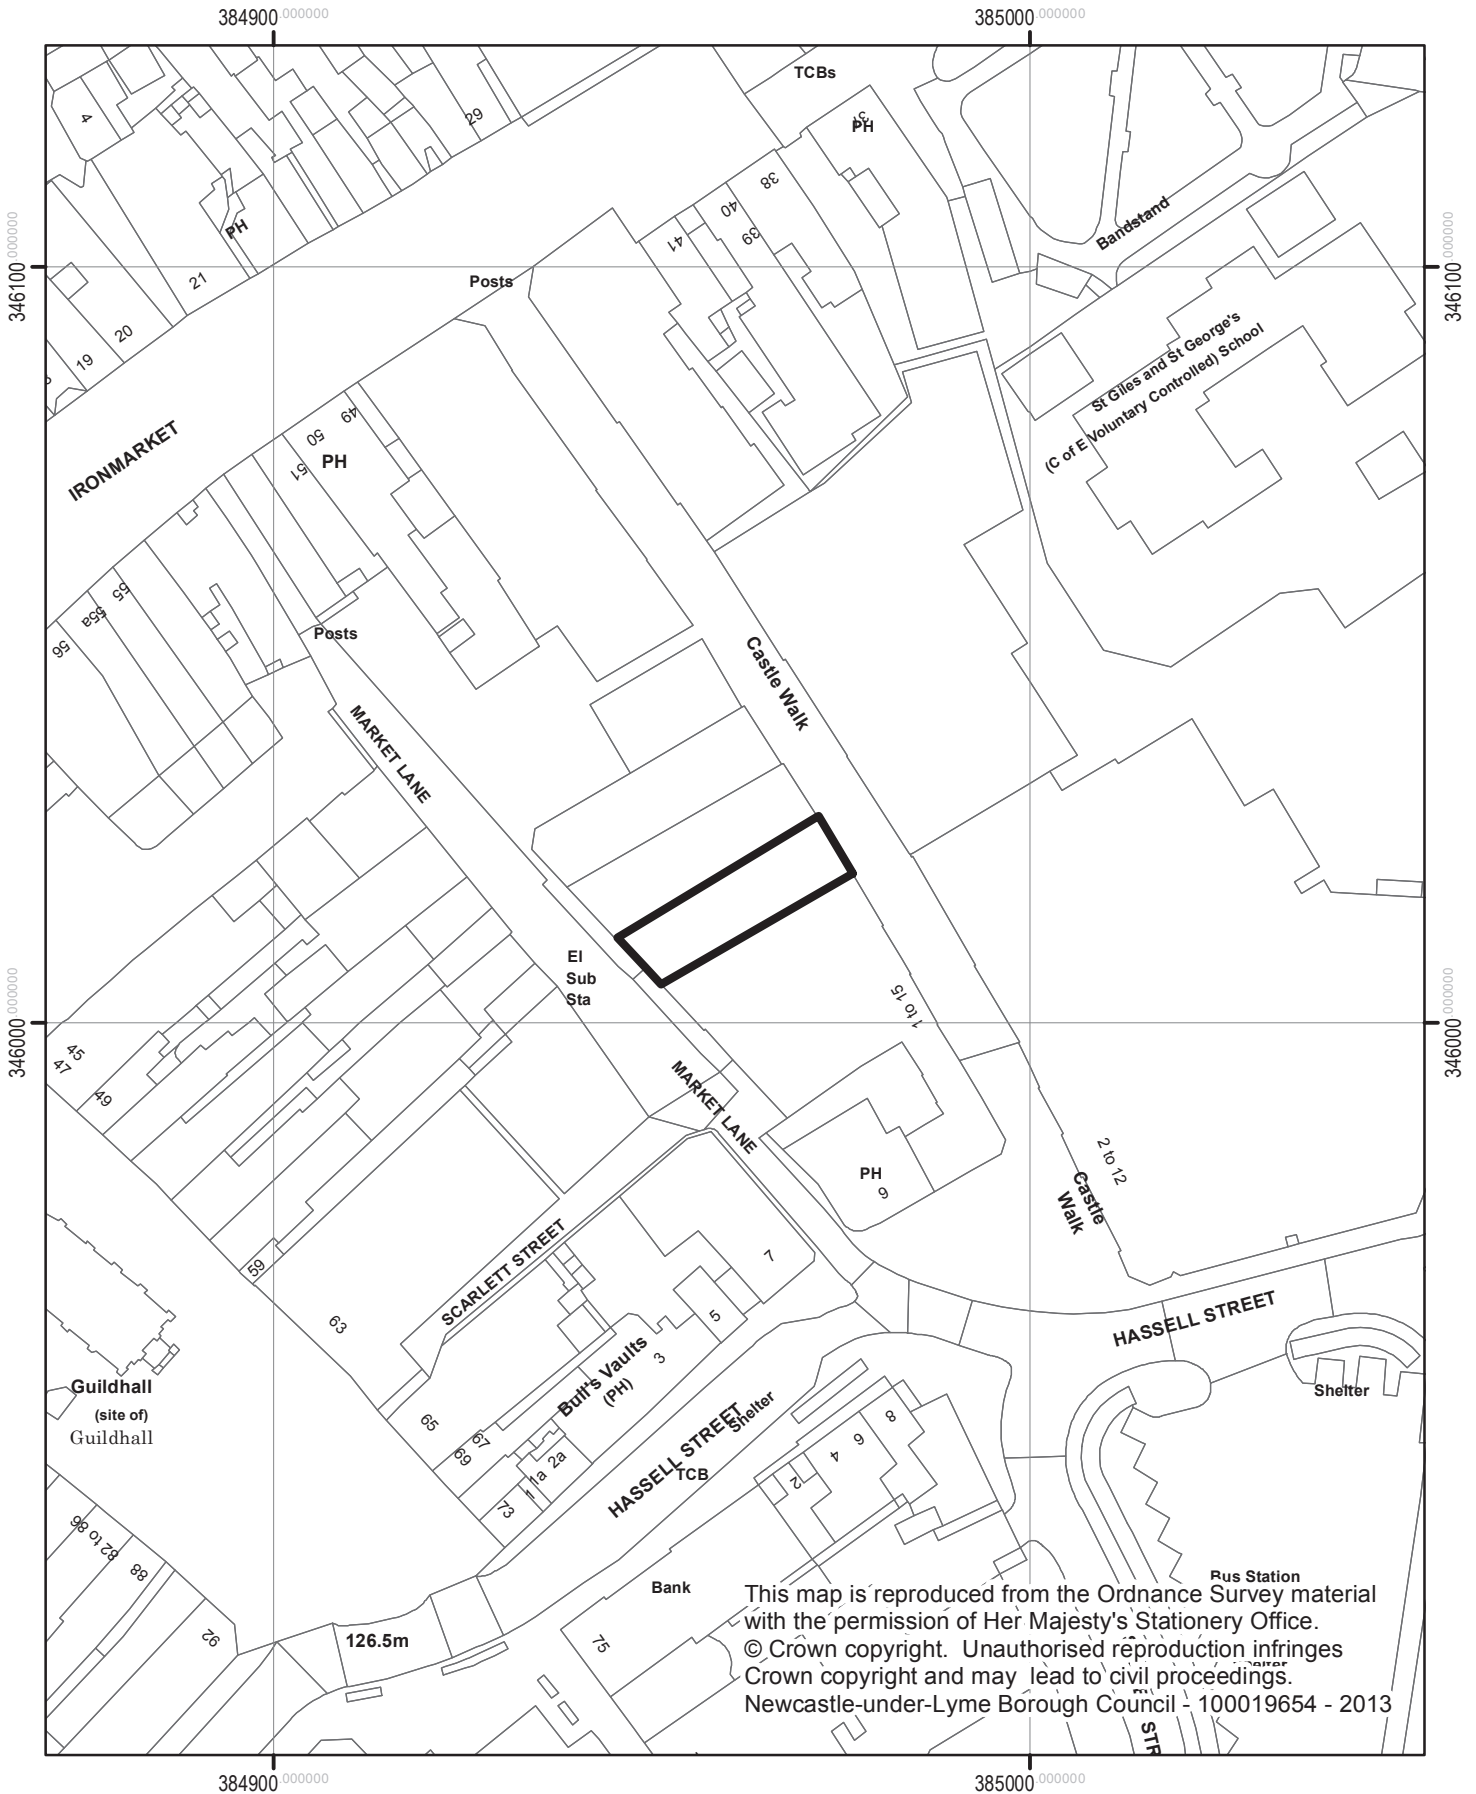 384900.000000
385000.000000
346100.000000
346100.000000
TCBs
4
29
PH
37
38
40
39
41
PH
21
20
19
Posts
Bandstand
St Giles and St George's
(C of E Voluntary Controlled) School
IRONMARKET
49
50
51
PH
55
55a
56
Posts
Castle Walk
MARKET LANE
El
Sub
Sta
1 to 15
346000.000000
346000.000000
45
47
49
MARKET LANE
PH
9
2 to 12
Castle
Walk
59
SCARLETT STREET
7
63
5
3
HASSELL STREET
Bull's Vaults
(PH)
Guildhall
(site of)
Guildhall
Shelter
Shelter
HASSELL STREET
TCB
65
67
69
73
1
1a
2a
2
4
6
8
82 to 86
88
92
Bank
75
126.5m
Bus Station
This map is reproduced from the Ordnance Survey material
with the permission of Her Majesty's Stationery Office.
© Crown copyright. Unauthorised reproduction infringes
Crown copyright and may lead to civil proceedings.
Newcastle-under-Lyme Borough Council - 100019654 - 2013
384900.000000
385000.000000